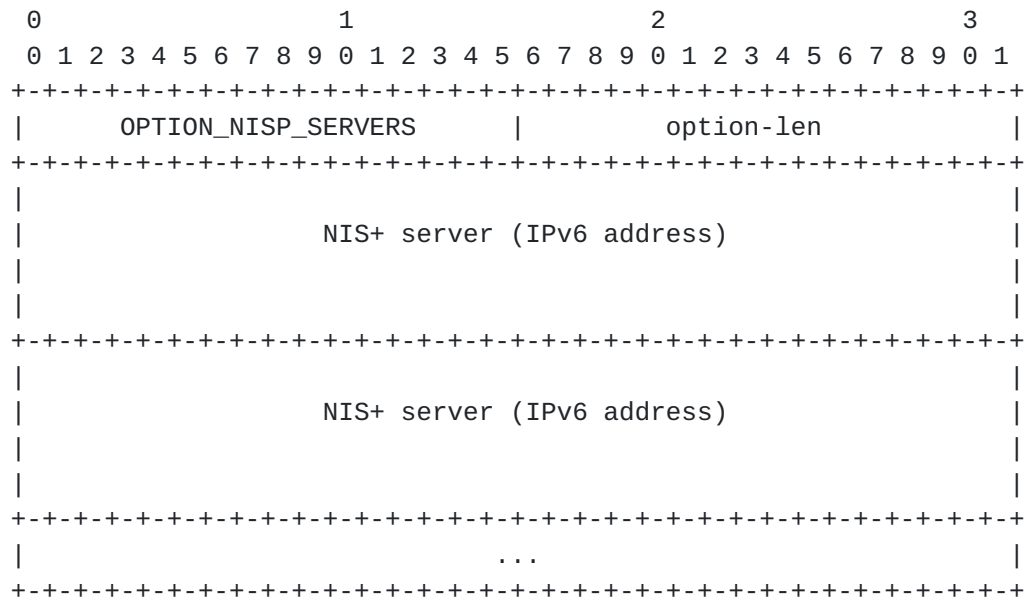 0                   1                   2                   3
 0 1 2 3 4 5 6 7 8 9 0 1 2 3 4 5 6 7 8 9 0 1 2 3 4 5 6 7 8 9 0 1
+-+-+-+-+-+-+-+-+-+-+-+-+-+-+-+-+-+-+-+-+-+-+-+-+-+-+-+-+-+-+-+-+
|      OPTION_NISP_SERVERS      |         option-len            |
+-+-+-+-+-+-+-+-+-+-+-+-+-+-+-+-+-+-+-+-+-+-+-+-+-+-+-+-+-+-+-+-+
|                                                               |
|                   NIS+ server (IPv6 address)                  |
|                                                               |
|                                                               |
+-+-+-+-+-+-+-+-+-+-+-+-+-+-+-+-+-+-+-+-+-+-+-+-+-+-+-+-+-+-+-+-+
|                                                               |
|                   NIS+ server (IPv6 address)                  |
|                                                               |
|                                                               |
+-+-+-+-+-+-+-+-+-+-+-+-+-+-+-+-+-+-+-+-+-+-+-+-+-+-+-+-+-+-+-+-+
|                              ...                              |
+-+-+-+-+-+-+-+-+-+-+-+-+-+-+-+-+-+-+-+-+-+-+-+-+-+-+-+-+-+-+-+-+